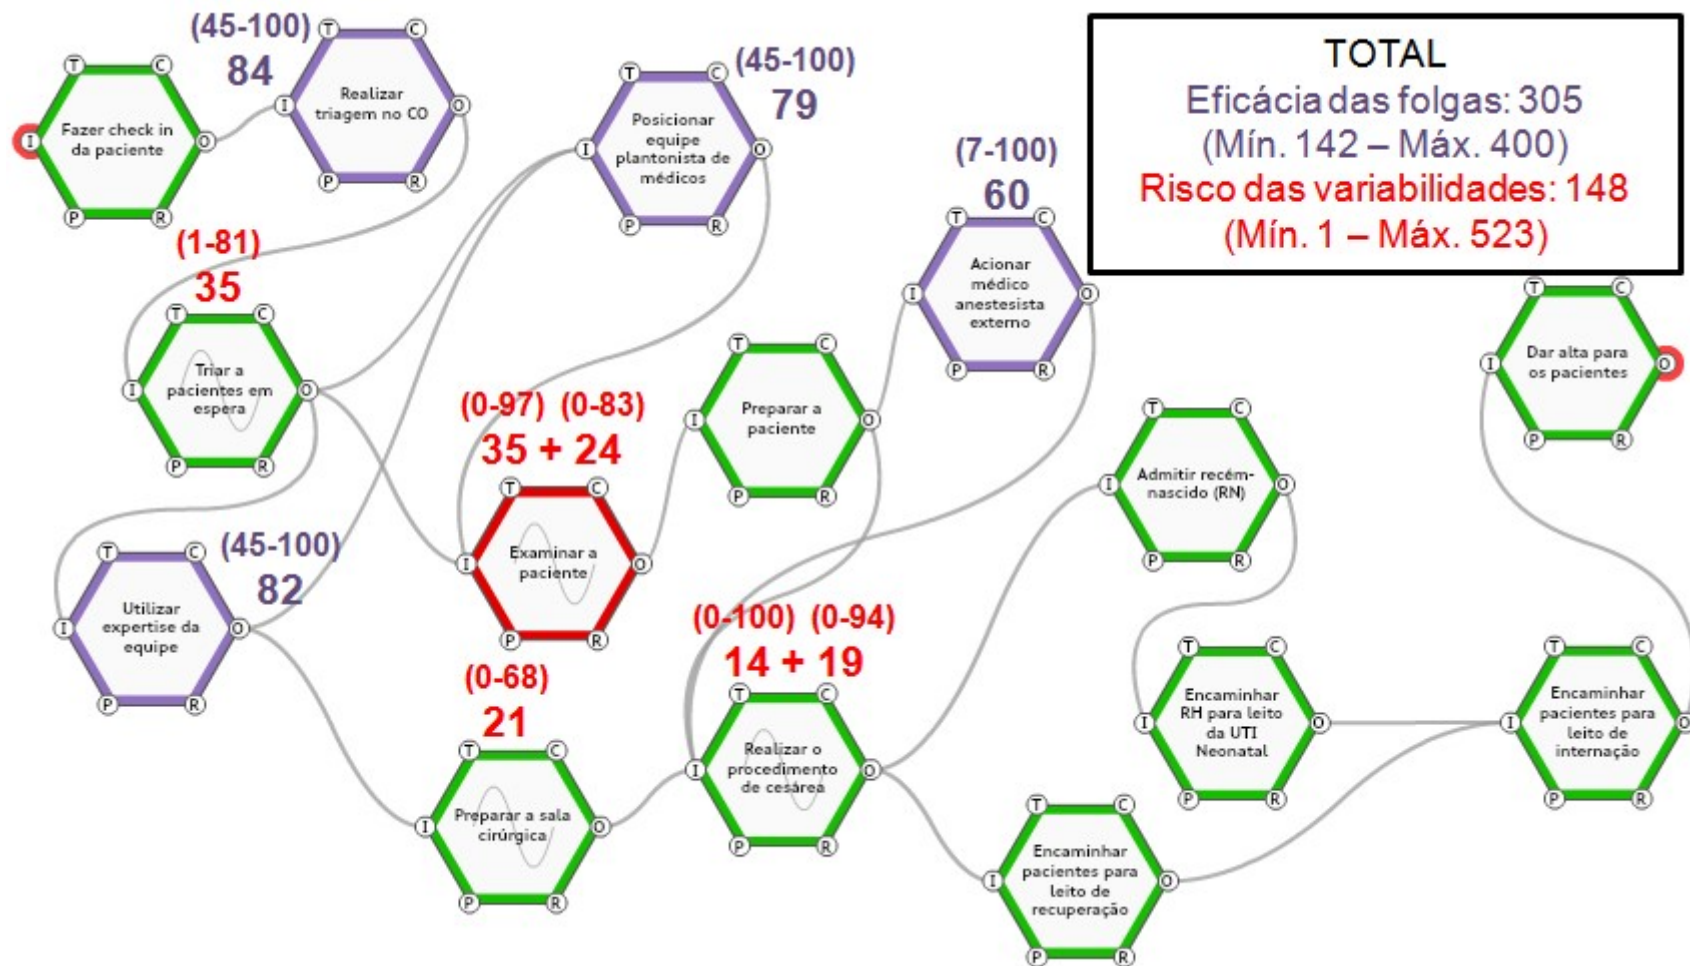 (45-100)
84
T C
I O
P R
Fazer check in
da paciente
T C
I O
P R
Realizar
triagem no CO
T C
I O
P R
Posicionar
equipe
plantonista de
médicos
(45-100)
79
TOTAL
Eficácia das folgas: 305
(Mín. 142 – Máx. 400)
Risco das variabilidades: 148
(Mín. 1 – Máx. 523)
(7-100)
60
T C
I O
P R
Acionar
médico
anestesista
externo
T C
I O
P R
Dar alta para
os pacientes
(1-81)
35
T C
I O
P R
Triar a
pacientes em
espera
(0-97) (0-83)
35 + 24
T C
I O
P R
Examinar a
paciente
T C
I O
P R
Preparar a
paciente
T C
I O
P R
Admitir recém-
nascido (RN)
(45-100)
82
T C
I O
P R
Utilizar
expertise da
equipe
(0-68)
21
T C
I O
P R
Preparar a sala
cirúrgica
(0-100) (0-94)
14 + 19
T C
I O
P R
Realizar o
procedimento
de cesárea
T C
I O
P R
Encaminhar
RH para leito
da UTI
Neonatal
T C
I O
P R
Encaminhar
pacientes para
leito de
internação
T C
I O
P R
Encaminhar
pacientes para
leito de
recuperação